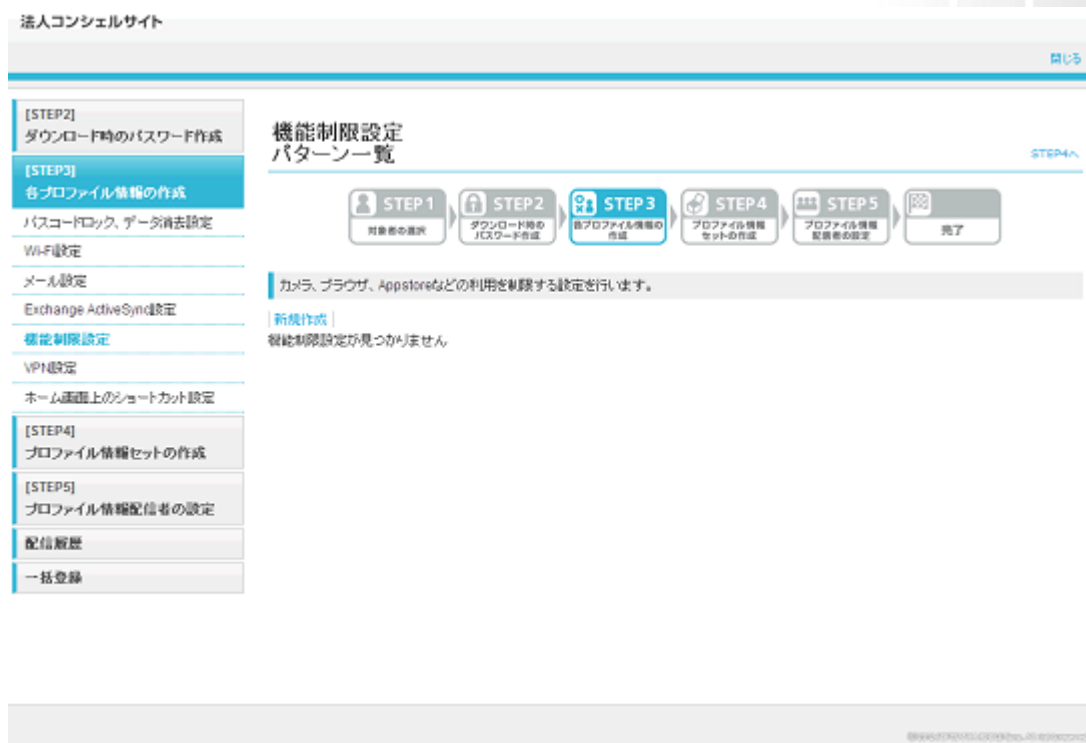 法人コンシェルサイト
閉じる
[STEP2]
ダウンロード時のパスワード作成
[STEP3]
各プロファイル情報の作成
パスコードロック、データ消去設定
Wi-Fi設定
メール設定
Exchange ActiveSync設定
機能制限設定
VPN設定
ホーム画面上のショートカット設定
[STEP4]
プロファイル情報セットの作成
[STEP5]
プロファイル情報配信者の設定
配信履歴
一括登録
機能制限設定
パターン一覧
STEP4へ
STEP 1
対象者の選択
STEP 2
ダウンロード時の
パスワード作成
STEP 3
各プロファイル情報の
作成
STEP 4
プロファイル情報
セットの作成
STEP 5
プロファイル情報
配信者の設定
完了
カメラ、ブラウザ、Appstoreなどの利用を制限する設定を行います。
新規作成
機能制限設定が見つかりません